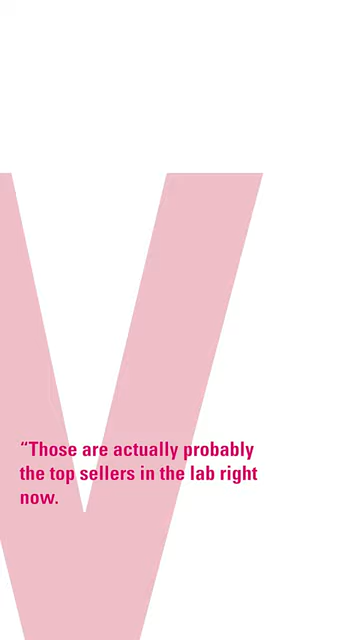 “Those are actually probably
the top sellers in the lab right
now.